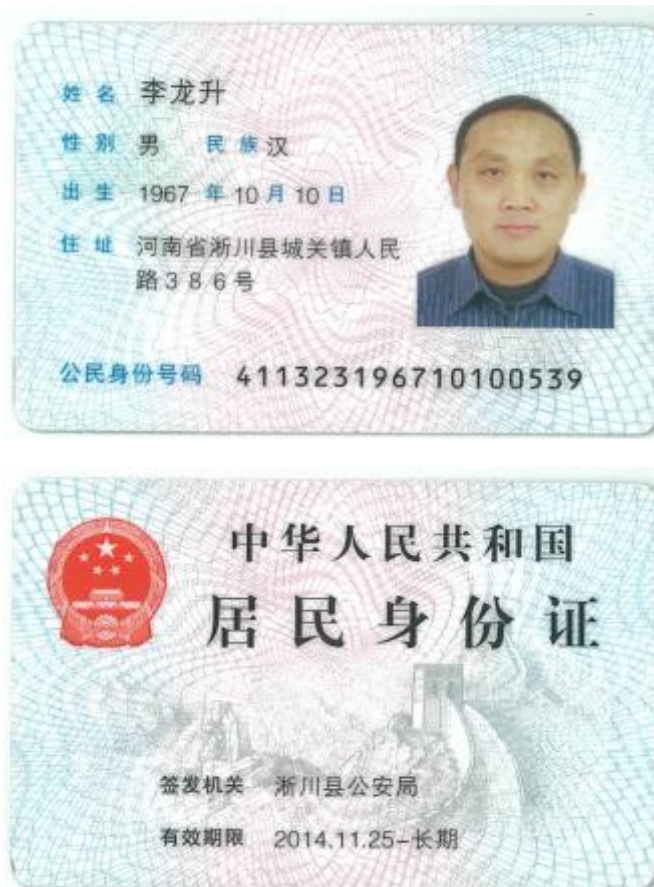 姓名 李龙升
性别 男 民族 汉
出生 1967 年 10 月 10 日
住址 河南省淅川县城关镇人民
路386号
公民身份号码 411323196710100539
中华人民共和国
居民身份证
签发机关 淅川县公安局
有效期限 2014.11.25-长期